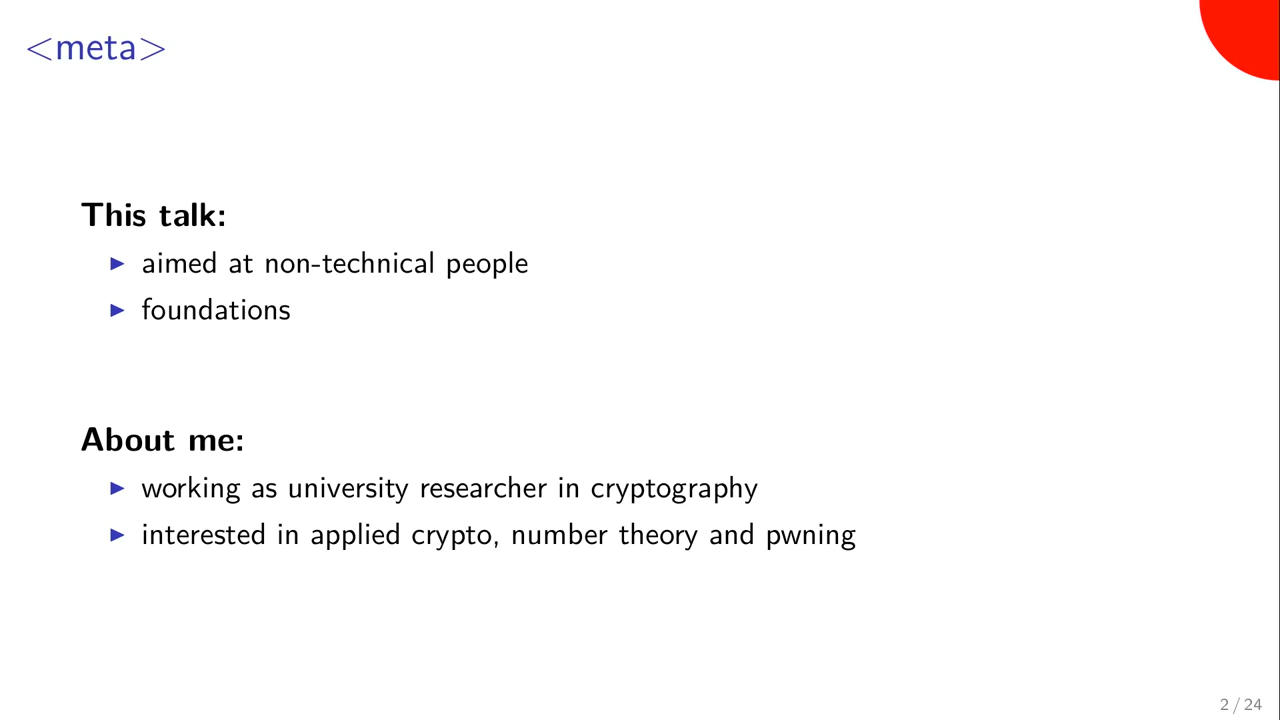 <meta>
This talk:
▶ aimed at non-technical people
▶ foundations
About me:
▶ working as university researcher in cryptography
▶ interested in applied crypto, number theory and pwning
2 / 24